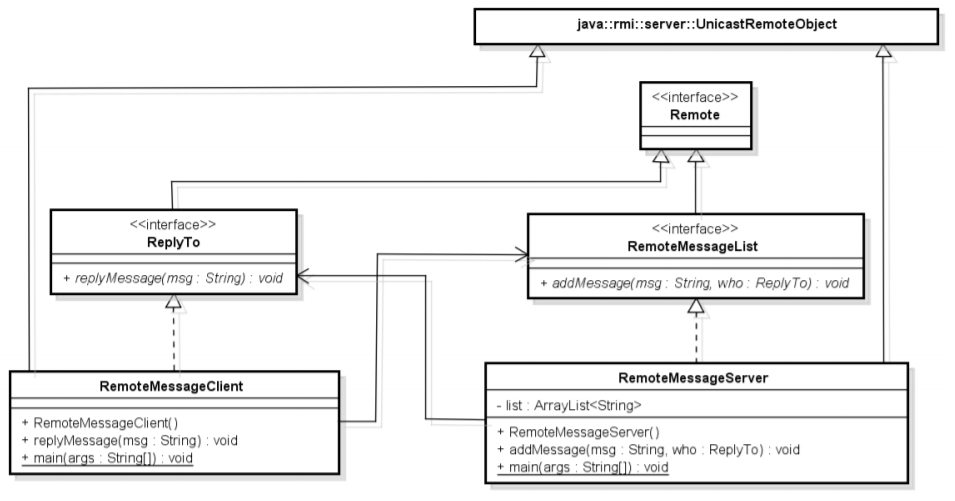 java::rmi::server::UnicastRemoteObject
<<interface>>
Remote
<<interface>>
ReplyTo
+ replyMessage(msg : String) : void
<<interface>>
RemoteMessageList
+ addMessage(msg : String, who : ReplyTo) : void
RemoteMessageClient
+ RemoteMessageClient()
+ replyMessage(msg : String) : void
+ main(args : String[]) : void
RemoteMessageServer
- list : ArrayList<String>
+ RemoteMessageServer()
+ addMessage(msg : String, who : ReplyTo) : void
+ main(args : String[]) : void